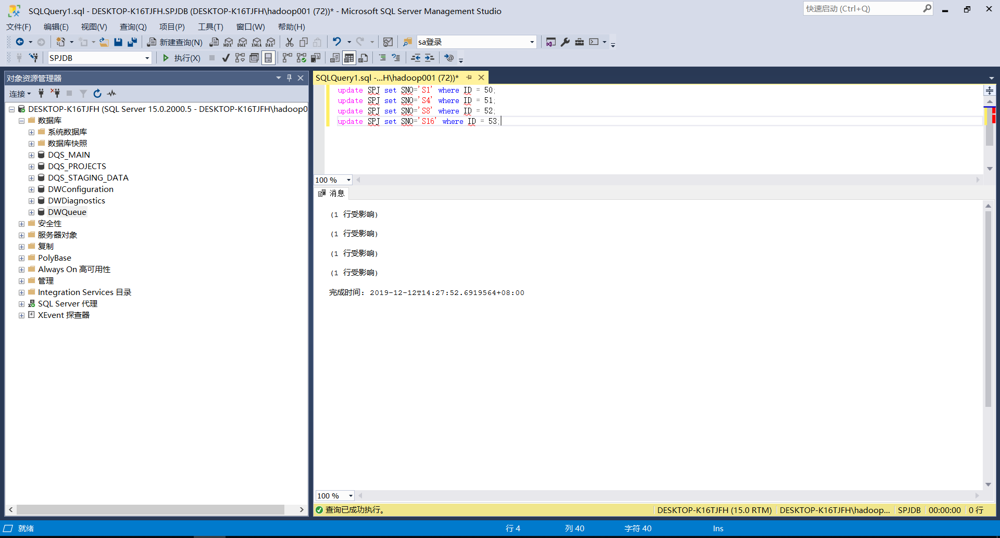 SQLQuery1.sql - DESKTOP-K16TJFH.SPJDB (DESKTOP-K16TJFH\hadoop001 (72))* - Microsoft SQL Server Management Studio
快速启动 (Ctrl+Q)
文件(F) 编辑(E) 视图(V) 查询(Q) 项目(P) 工具(T) 窗口(W) 帮助(H)
新建查询(N) MDX DMX XMLA DAX sa登录
SPJDB 执行(X)
对象资源管理器
连接
DESKTOP-K16TJFH (SQL Server 15.0.2000.5 - DESKTOP-K16TJFH\hadoop0
数据库
系统数据库
数据库快照
DQS_MAIN
DQS_PROJECTS
DQS_STAGING_DATA
DWConfiguration
DWDiagnostics
DWQueue
安全性
服务器对象
复制
PolyBase
Always On 高可用性
管理
Integration Services 目录
SQL Server 代理
XEvent 探查器
SQLQuery1.sql -...H\hadoop001 (72))*
update SPJ set SNO='S1' where ID = 50;
update SPJ set SNO='S4' where ID = 51;
update SPJ set SNO='S8' where ID = 52;
update SPJ set SNO='S16' where ID = 53;
100 %
消息
(1 行受影响)
(1 行受影响)
(1 行受影响)
(1 行受影响)
完成时间: 2019-12-12T14:27:52.6919564+08:00
100 %
查询已成功执行。 DESKTOP-K16TJFH (15.0 RTM) DESKTOP-K16TJFH\hadoop... SPJDB 00:00:00 0 行
就绪 行 4 列 40 字符 40 Ins